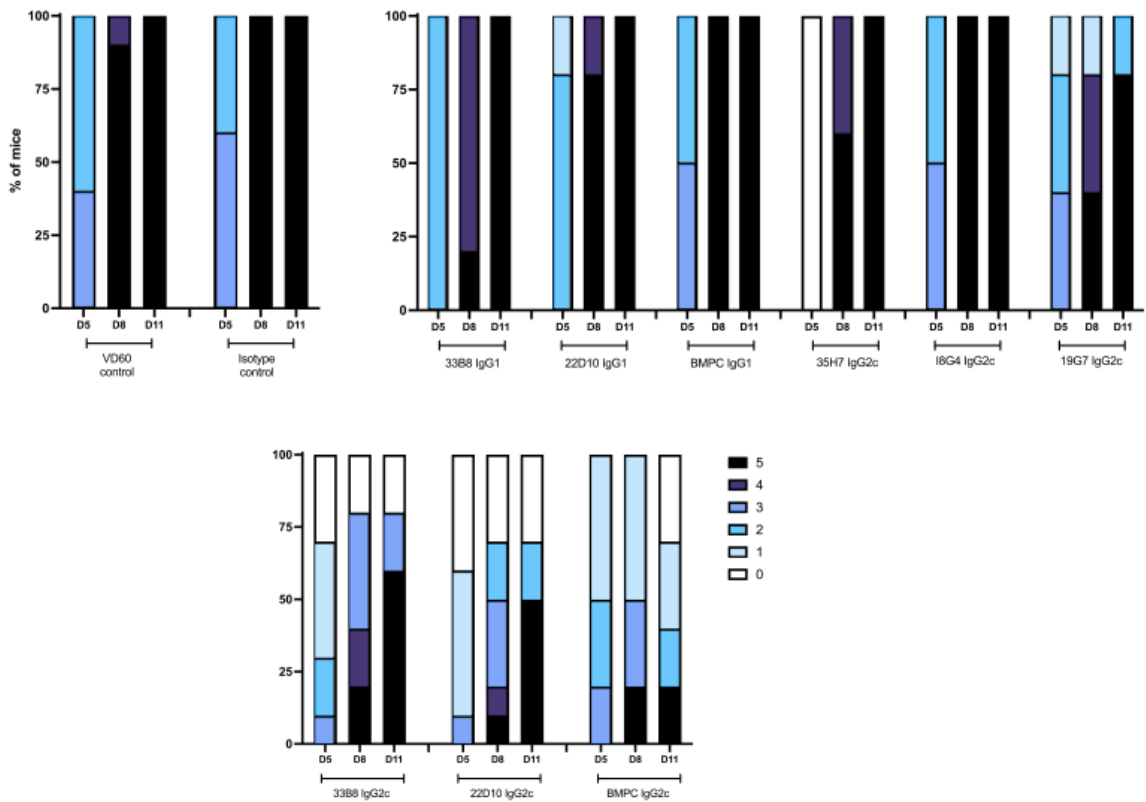 % of mice
100
75
50
25
0
D5 D8 D11 D5 D8 D11
VD60 control
Isotype control
100
75
50
25
0
D5 D8 D11 D5 D8 D11 D5 D8 D11 D5 D8 D11 D5 D8 D11 D5 D8 D11
33B8 IgG1 22D10 IgG1 BMPC IgG1 35H7 IgG2c I8G4 IgG2c 19G7 IgG2c
100
75
50
25
0
D5 D8 D11 D5 D8 D11 D5 D8 D11
33B8 IgG2c 22D10 IgG2c BMPC IgG2c
5
4
3
2
1
0